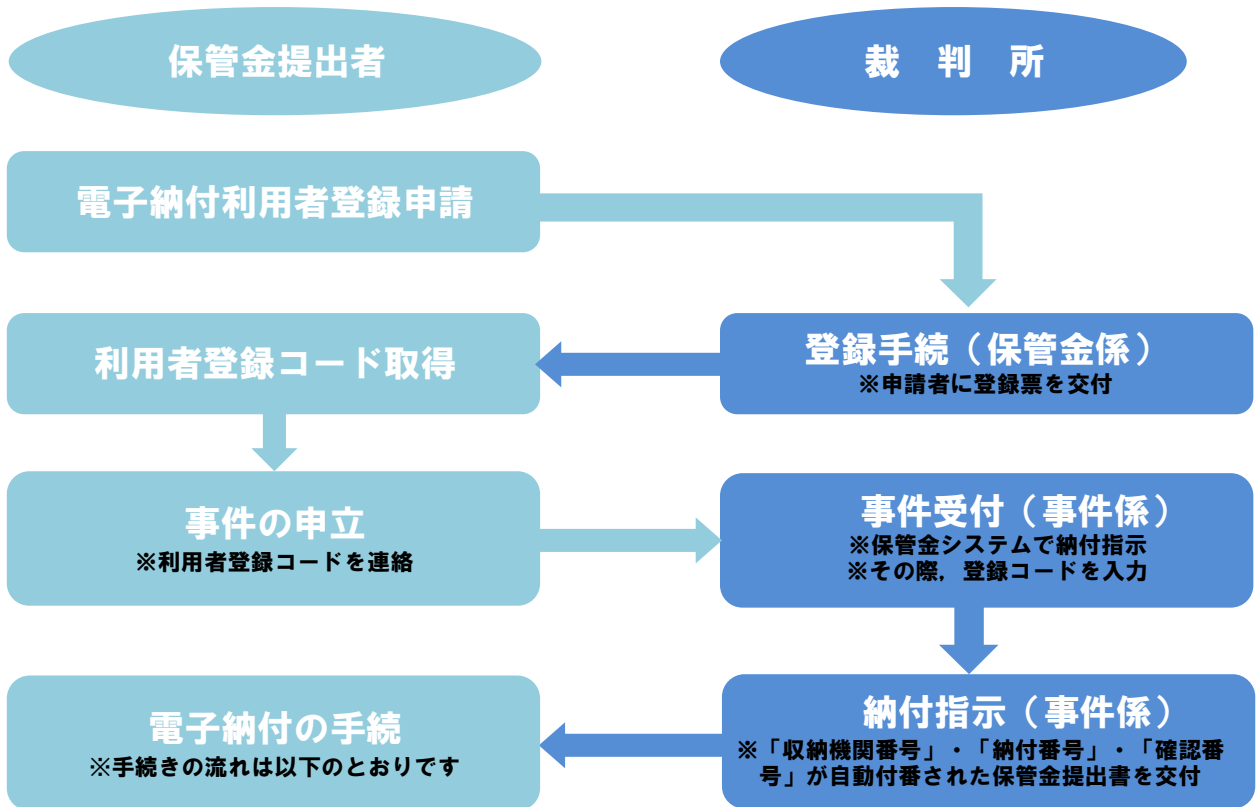 保管金提出者
裁 判 所
電子納付利用者登録申請
登録手続（保管金係）
※申請者に登録票を交付
利用者登録コード取得
事件の申立
※利用者登録コードを連絡
事件受付（事件係）
※保管金システムで納付指示
※その際，登録コードを入力
納付指示（事件係）
※「収納機関番号」・「納付番号」・「確認番
号」が自動付番された保管金提出書を交付
電子納付の手続
※手続きの流れは以下のとおりです